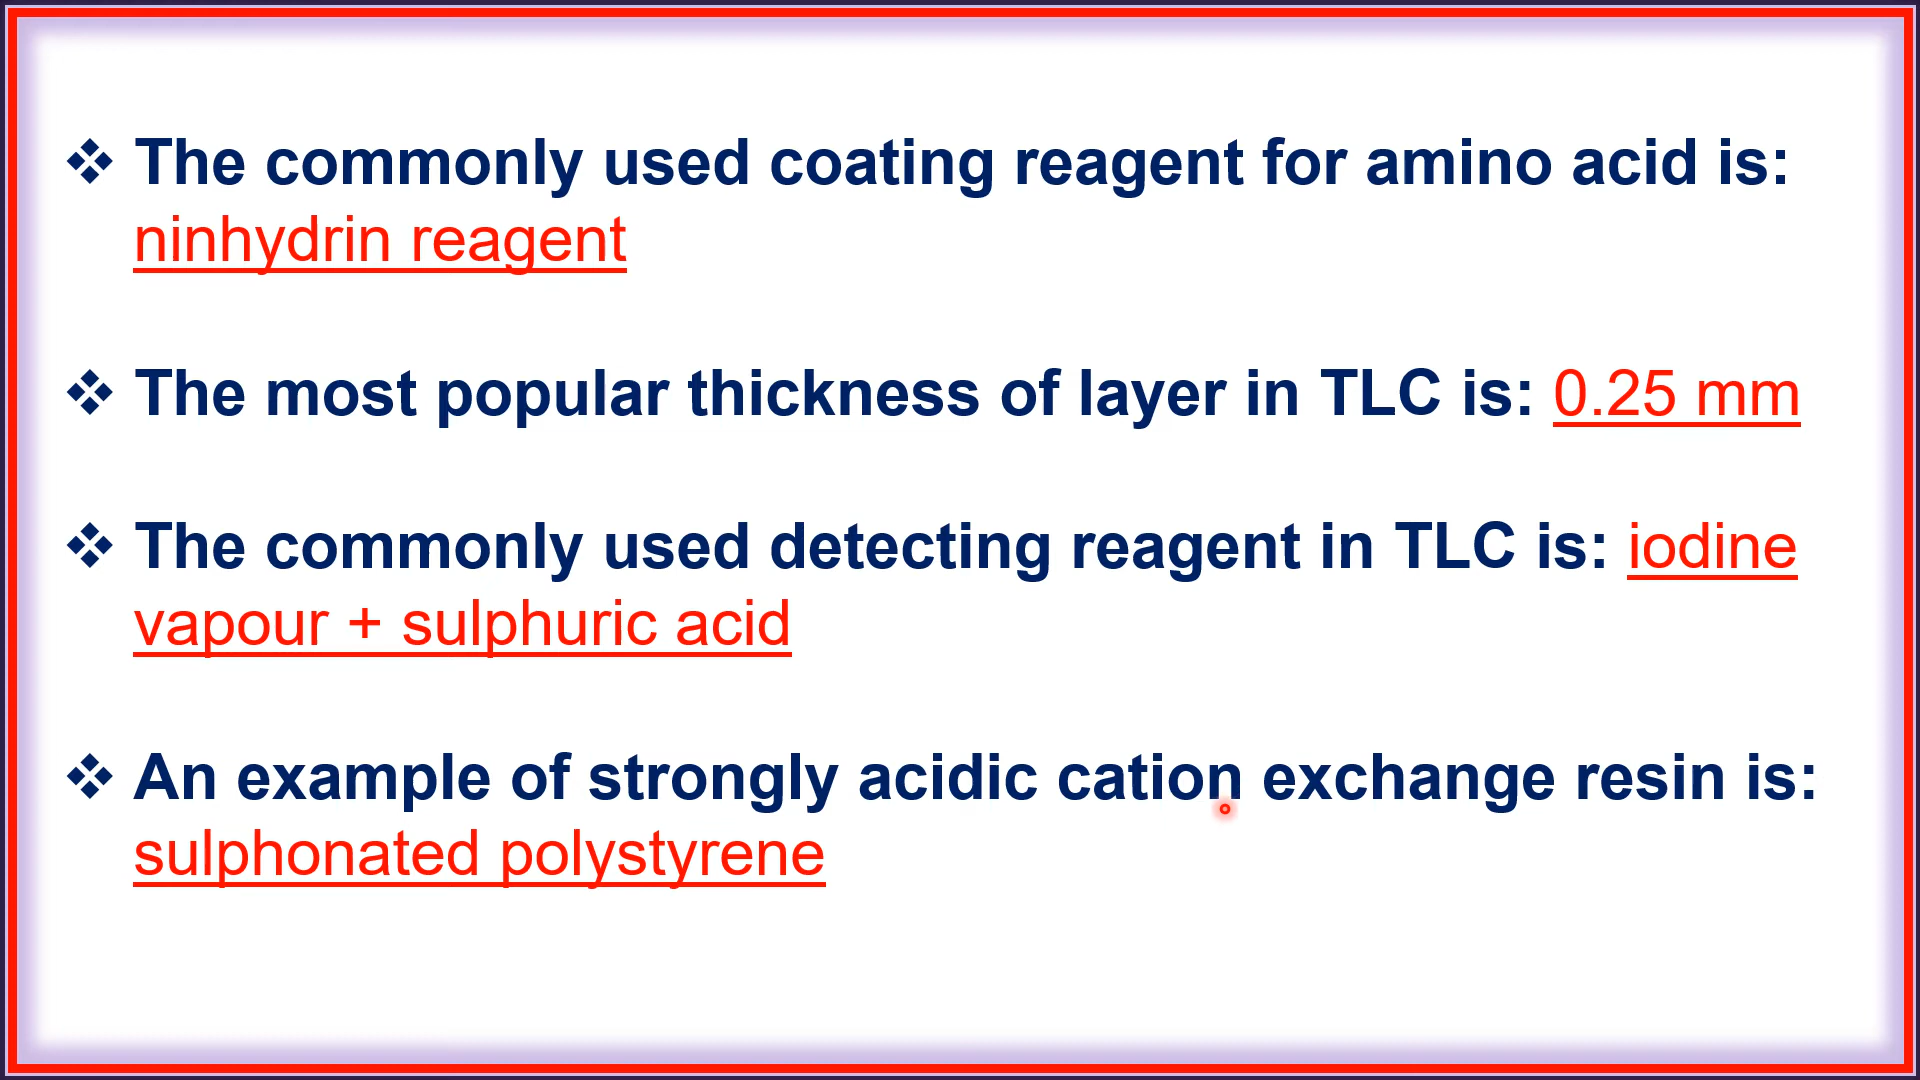 ❖ The commonly used coating reagent for amino acid is:
ninhydrin reagent
❖ The most popular thickness of layer in TLC is: 0.25 mm
❖ The commonly used detecting reagent in TLC is: iodine
vapour + sulphuric acid
❖ An example of strongly acidic cation exchange resin is:
sulphonated polystyrene